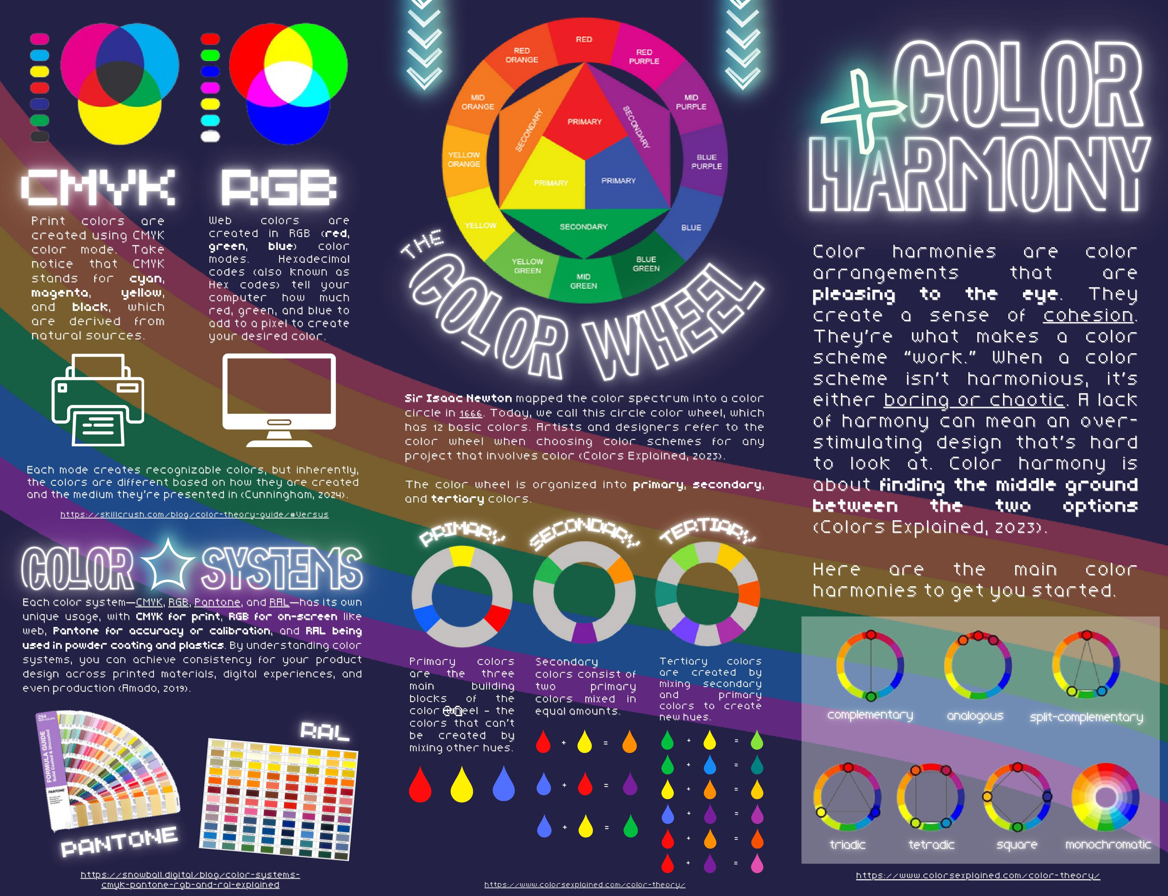 CMYK
Print colors are
created using CMYK
color mode. Take
notice that CMYK
stands for cyan,
magenta, yellow,
and black, which
are derived from
natural sources.
RGB
Web colors are
created in RGB (red,
green, blue) color
modes. Hexadecimal
codes (also known as
Hex codes) tell your
computer how much
red, green, and blue to
add to a pixel to create
your desired color.
Each mode creates recognizable colors, but inherently,
the colors are different based on how they are created
and the medium they're presented in (Cunningham, 2024).
https://skillcrush.com/blog/color-theory-guide/#Versus
COLOR SYSTEMS
Each color system—CMYK, RGB, Pantone, and RAL—has its own
unique usage, with CMYK for print, RGB for on-screen like
web, Pantone for accuracy or calibration, and RAL being
used in powder coating and plastics. By understanding color
systems, you can achieve consistency for your product
design across printed materials, digital experiences, and
even production (Amado, 2019).
FORMULA GUIDE
PANTONE
PANTONE
RAL
https://snowball.digital/blog/color-systems-
cmyk-pantone-rgb-and-ral-explained
RED
RED
PURPLE
MID
PURPLE
BLUE
PURPLE
BLUE
BLUE
GREEN
MID
GREEN
YELLOW
GREEN
YELLOW
YELLOW
ORANGE
MID
ORANGE
RED
ORANGE
SECONDARY
SECONDARY
PRIMARY
PRIMARY
PRIMARY
SECONDARY
THE
COLOR WHEEL
Sir Isaac Newton mapped the color spectrum into a color
circle in 1666. Today, we call this circle color wheel, which
has 12 basic colors. Artists and designers refer to the
color wheel when choosing color schemes for any
project that involves color (Colors Explained, 2023).
The color wheel is organized into primary, secondary,
and tertiary colors.
PRIMARY
Primary colors
are the three
main building
blocks of the
color wheel - the
colors that can't
be created by
mixing other hues.
SECONDARY
Secondary
colors consist of
two primary
colors mixed in
equal amounts.
+ =
+ =
+ =
TERTIARY
Tertiary colors
are created by
mixing secondary
and primary
colors to create
new hues.
+ =
+ =
+ =
+ =
+ =
+ =
https://www.colorsexplained.com/color-theory/
COLOR
HARMONY
Color harmonies are color
arrangements that are
pleasing to the eye. They
create a sense of cohesion.
They're what makes a color
scheme "work." When a color
scheme isn't harmonious, it's
either boring or chaotic. A lack
of harmony can mean an over-
stimulating design that's hard
to look at. Color harmony is
about finding the middle ground
between the two options
(Colors Explained, 2023).
Here are the main color
harmonies to get you started.
complementary
analogous
split-complementary
triadic
tetradic
square
monochromatic
https://www.colorsexplained.com/color-theory/